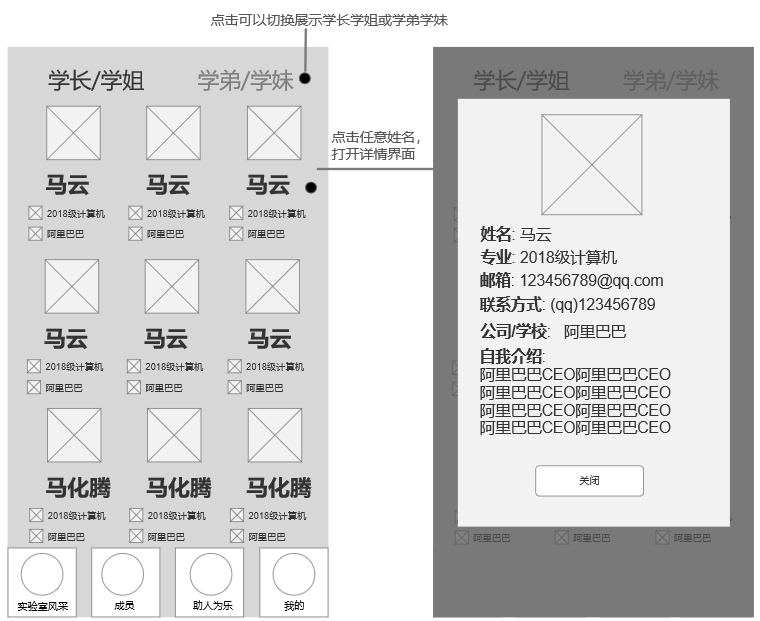 点击可以切换展示学长学姐或学弟学妹
学长/学姐 学弟/学妹
马云 马云 马云
2018级计算机 2018级计算机 2018级计算机
阿里巴巴 阿里巴巴 阿里巴巴
马云 马云 马云
2018级计算机 2018级计算机 2018级计算机
阿里巴巴 阿里巴巴 阿里巴巴
马化腾 马化腾 马化腾
2018级计算机 2018级计算机 2018级计算机
阿里巴巴 阿里巴巴 阿里巴巴
实验室风采 成员 助人为乐 我的
点击任意姓名，
打开详情界面
学长/学姐 学弟/学妹
姓名: 马云
专业: 2018级计算机
邮箱: 123456789@qq.com
联系方式: (qq)123456789
公司/学校: 阿里巴巴
自我介绍:
阿里巴巴CEO阿里巴巴CEO
阿里巴巴CEO阿里巴巴CEO
阿里巴巴CEO阿里巴巴CEO
阿里巴巴CEO阿里巴巴CEO
关闭
阿里巴巴 阿里巴巴 阿里巴巴